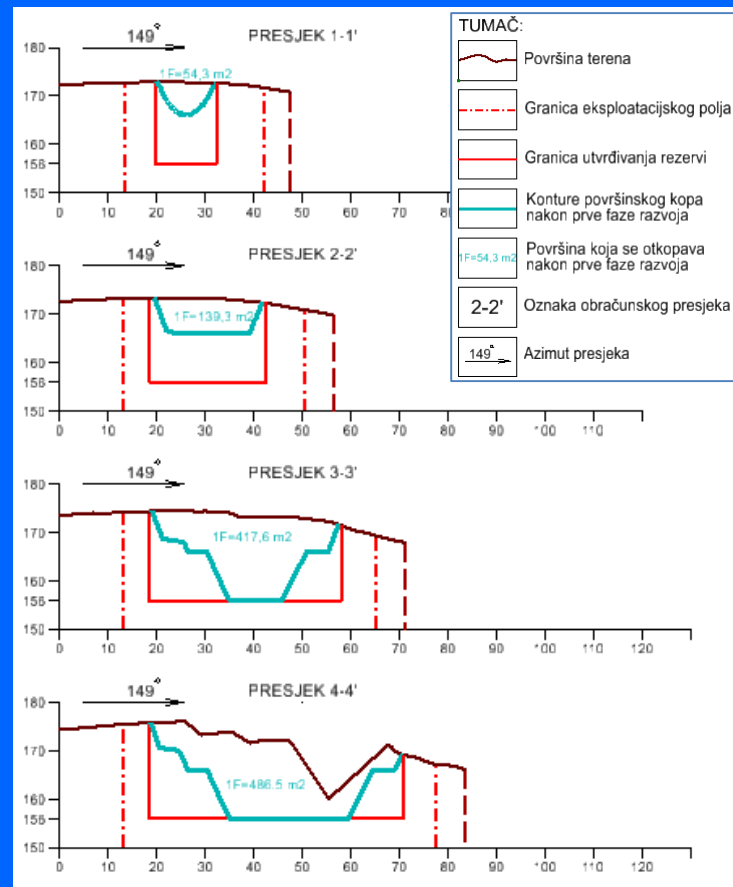 180
149°
PRESJEK 1-1'
1F=54,3 m2
170
160
156
150
0 10 20 30 40 50 60 70 80
180
149°
PRESJEK 2-2'
1F=139,3 m2
170
160
156
150
0 10 20 30 40 50 60 70 80 90 100 110
180
149°
PRESJEK 3-3'
1F=417,6 m2
170
160
156
150
0 10 20 30 40 50 60 70 80 90 100 110 120
180
149°
PRESJEK 4-4'
1F=486.5 m2
170
160
156
150
0 10 20 30 40 50 60 70 80 90 100 110 120
TUMAČ:
Površina terena
Granica eksploatacijskog polja
Granica utvrđivanja rezervi
Konture površinskog kopa
nakon prve faze razvoja
1F=54,3 m2
Površina koja se otkopava
nakon prve faze razvoja
2-2'
Oznaka obračunskog presjeka
149°
Azimut presjeka